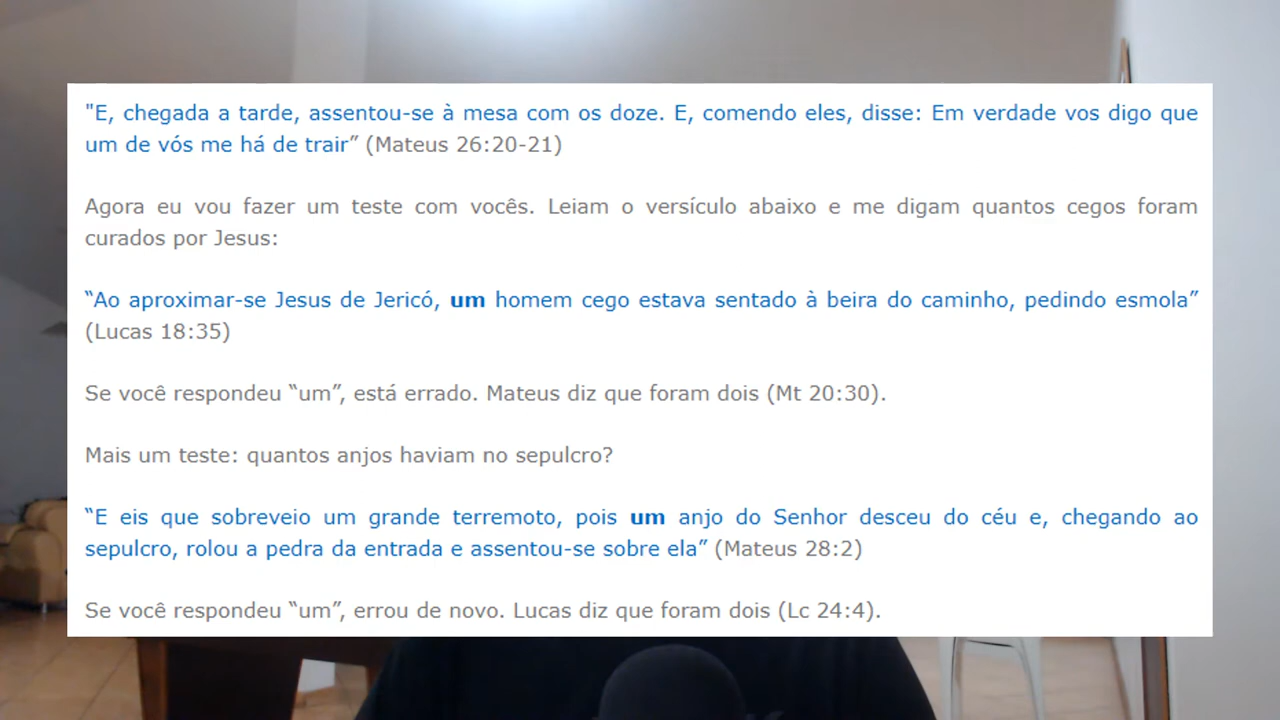 "E, chegada a tarde, assentou-se à mesa com os doze. E, comendo eles, disse: Em verdade vos digo que
um de vós me há de trair” (Mateus 26:20-21)
Agora eu vou fazer um teste com vocês. Leiam o versículo abaixo e me digam quantos cegos foram
curados por Jesus:
“Ao aproximar-se Jesus de Jericó, um homem cego estava sentado à beira do caminho, pedindo esmola”
(Lucas 18:35)
Se você respondeu “um”, está errado. Mateus diz que foram dois (Mt 20:30).
Mais um teste: quantos anjos haviam no sepulcro?
“E eis que sobreveio um grande terremoto, pois um anjo do Senhor desceu do céu e, chegando ao
sepulcro, rolou a pedra da entrada e assentou-se sobre ela” (Mateus 28:2)
Se você respondeu “um”, errou de novo. Lucas diz que foram dois (Lc 24:4).